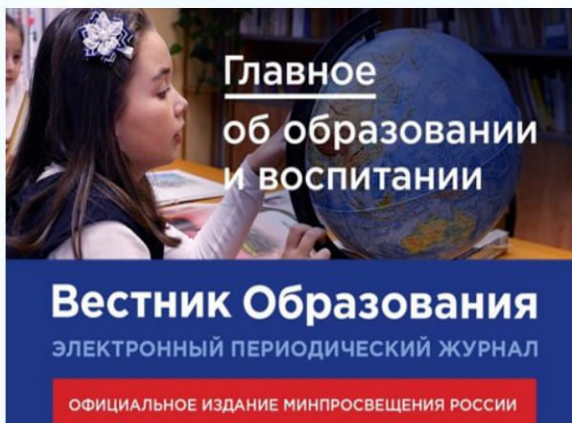 Главное
об образовании
и воспитании
Вестник Образования
ЭЛЕКТРОННЫЙ ПЕРИОДИЧЕСКИЙ ЖУРНАЛ
ОФИЦИАЛЬНОЕ ИЗДАНИЕ МИНПРОСВЕЩЕНИЯ РОССИИ